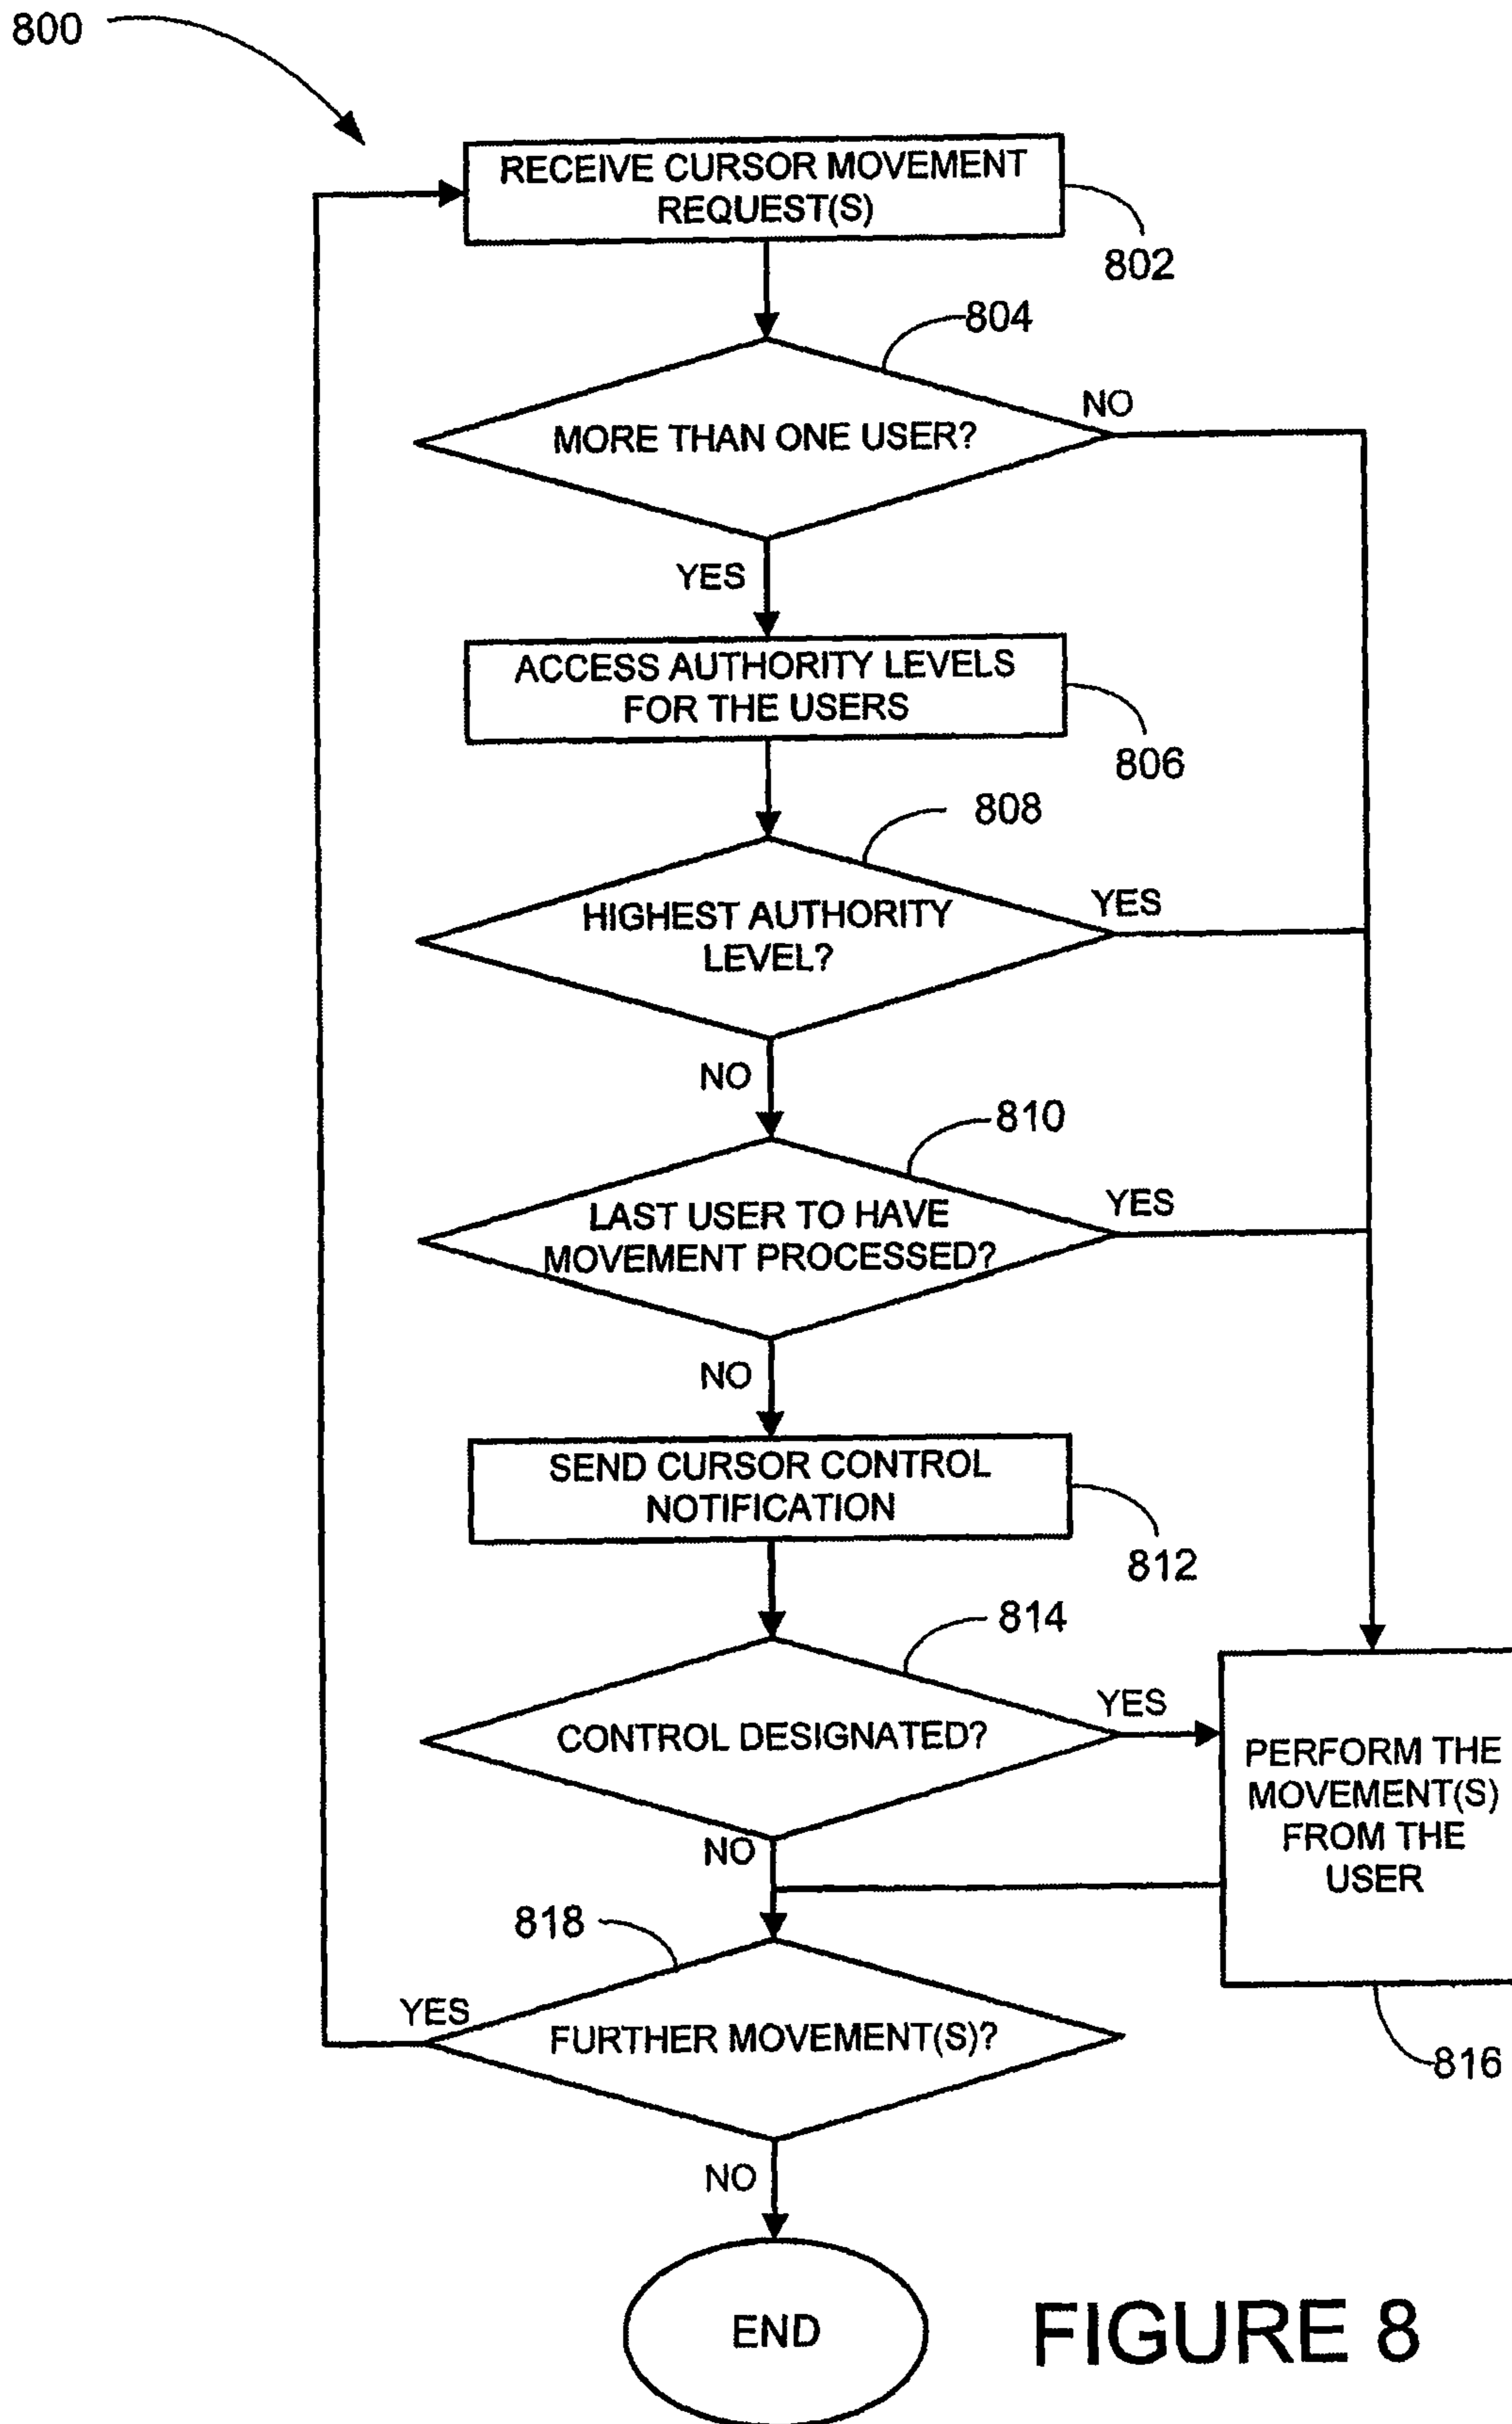 800
RECEIVE CURSOR MOVEMENT
REQUEST(S)
802
804
MORE THAN ONE USER?
NO
YES
ACCESS AUTHORITY LEVELS
FOR THE USERS
806
808
HIGHEST AUTHORITY
LEVEL?
YES
NO
810
LAST USER TO HAVE
MOVEMENT PROCESSED?
YES
NO
SEND CURSOR CONTROL
NOTIFICATION
812
814
CONTROL DESIGNATED?
YES
NO
PERFORM THE
MOVEMENT(S)
FROM THE
USER
816
818
FURTHER MOVEMENT(S)?
YES
NO
END
FIGURE 8